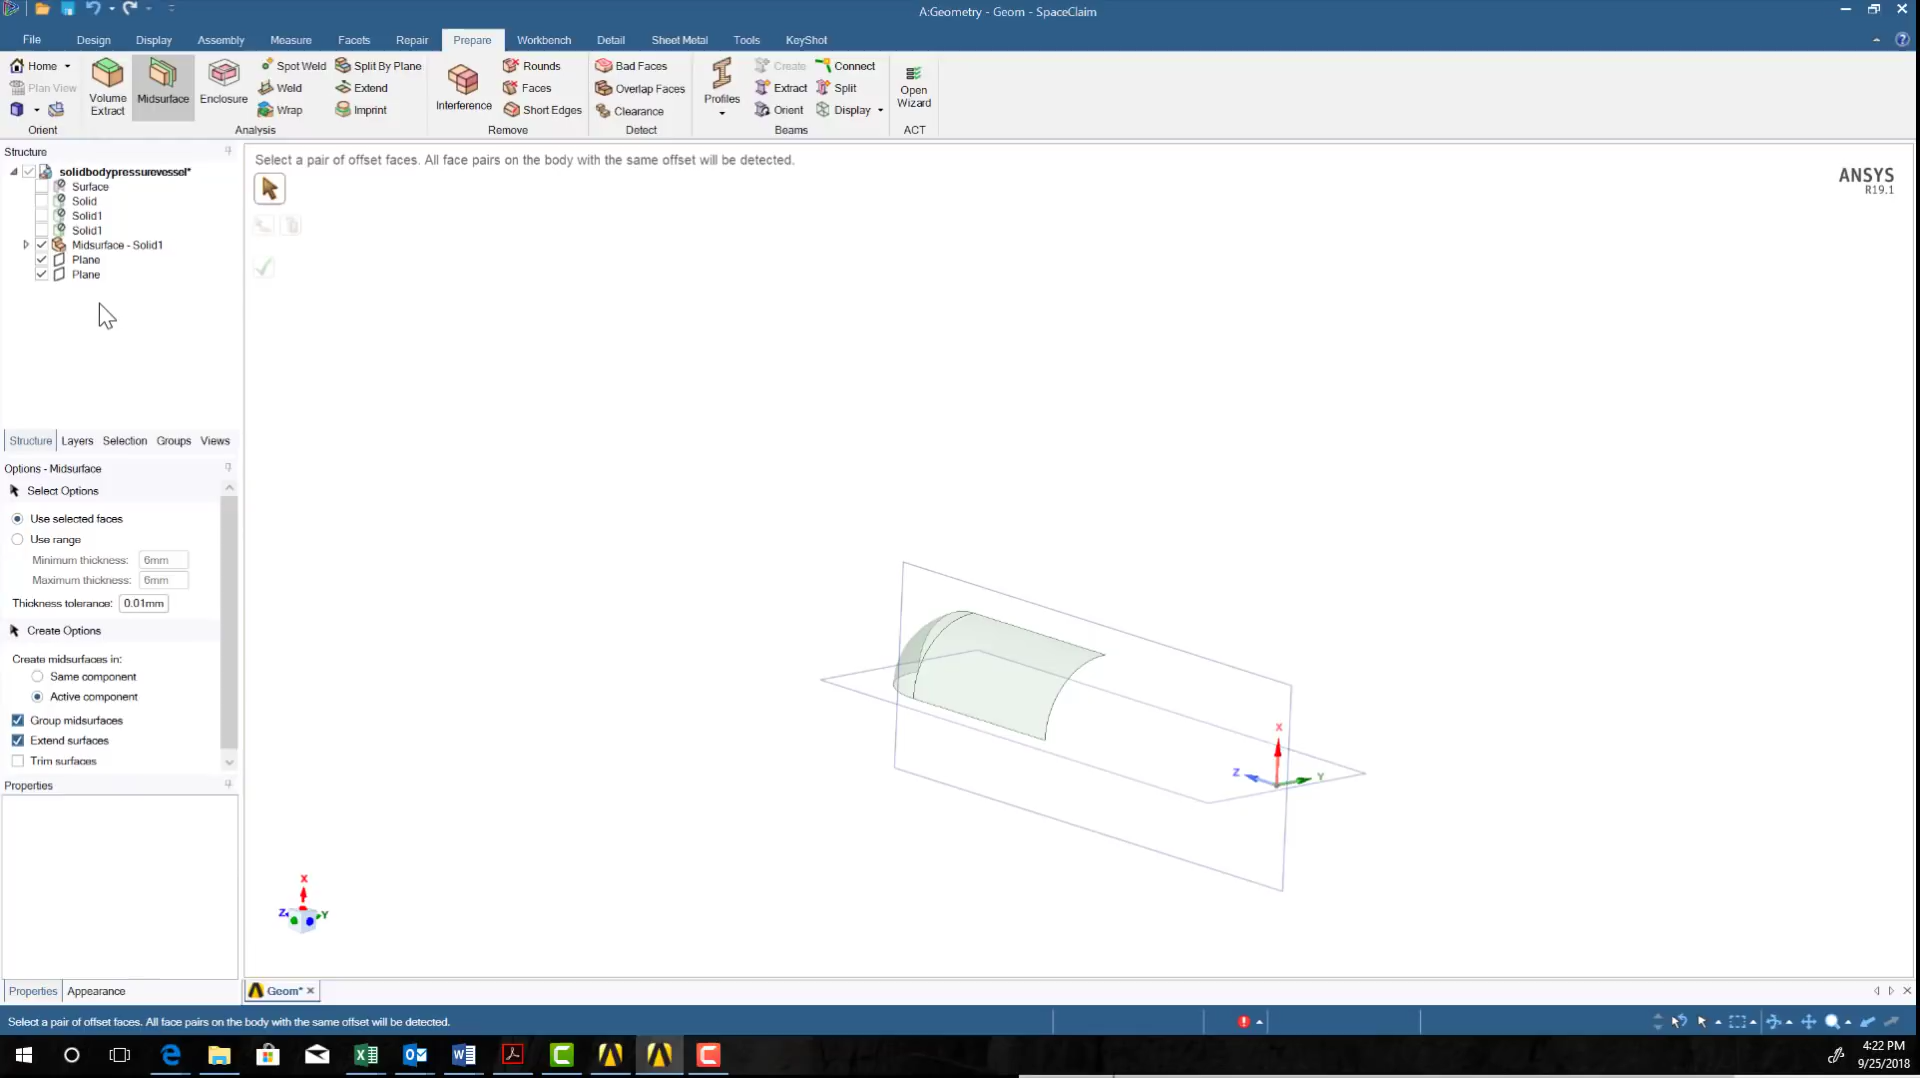 A:Geometry - Geom - SpaceClaim
File Design Display Assembly Measure Facets Repair Prepare Workbench Detail Sheet Metal Tools KeyShot
Home
Plan View
Orient
Volume Extract
Midsurface
Enclosure
Spot Weld
Weld
Wrap
Split By Plane
Extend
Imprint
Analysis
Interference
Rounds
Faces
Short Edges
Remove
Bad Faces
Overlap Faces
Clearance
Detect
Profiles
Create
Extract
Orient
Connect
Split
Display
Beams
Open Wizard
ACT
Structure
solidbodypressurevessel*
Surface
Solid
Solid1
Solid1
Midsurface - Solid1
Plane
Plane
Structure Layers Selection Groups Views
Options - Midsurface
Select Options
Use selected faces
Use range
Minimum thickness: 6mm
Maximum thickness: 6mm
Thickness tolerance: 0.01mm
Create Options
Create midsurfaces in:
Same component
Active component
Group midsurfaces
Extend surfaces
Trim surfaces
Properties
Properties Appearance
Select a pair of offset faces. All face pairs on the body with the same offset will be detected.
ANSYS
R19.1
X
Z
Y
X
Z
Y
Geom*
Select a pair of offset faces. All face pairs on the body with the same offset will be detected.
4:22 PM
9/25/2018